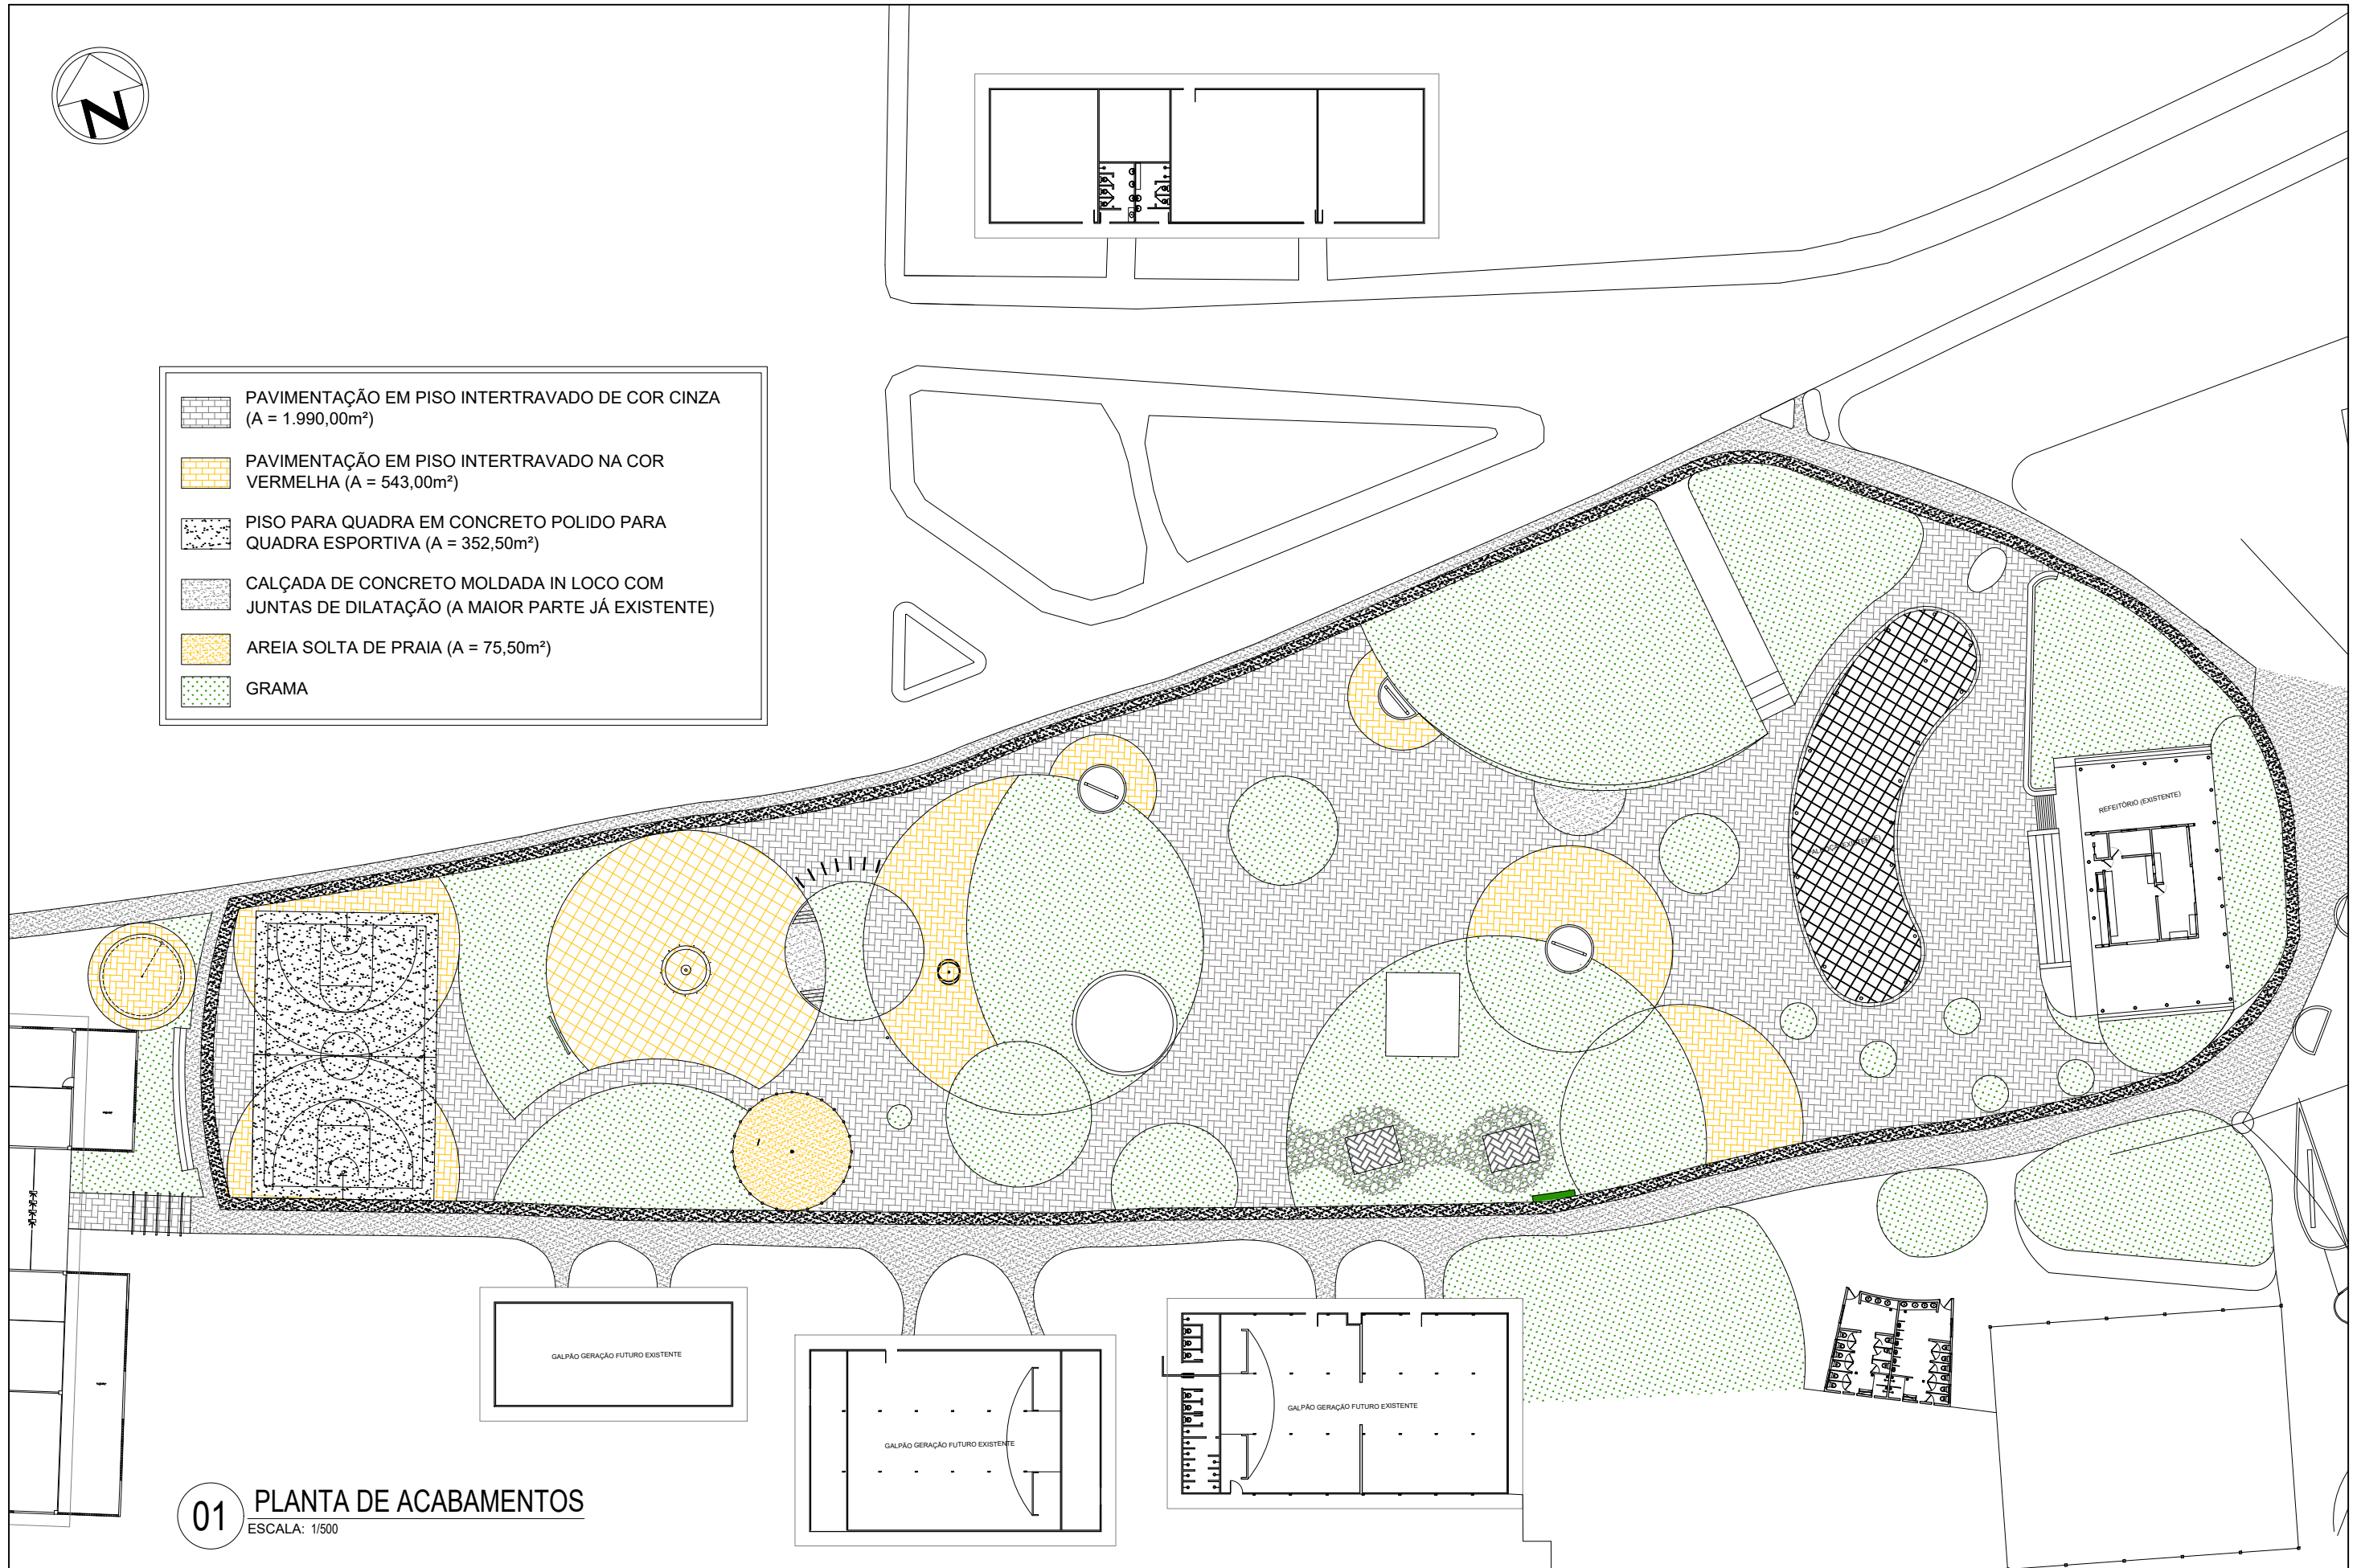 N
PAVIMENTAÇÃO EM PISO INTERTRAVADO DE COR CINZA
(A = 1.990,00m²)
PAVIMENTAÇÃO EM PISO INTERTRAVADO NA COR
VERMELHA (A = 543,00m²)
PISO PARA QUADRA EM CONCRETO POLIDO PARA
QUADRA ESPORTIVA (A = 352,50m²)
CALÇADA DE CONCRETO MOLDADA IN LOCO COM
JUNTAS DE DILATAÇÃO (A MAIOR PARTE JÁ EXISTENTE)
AREIA SOLTA DE PRAIA (A = 75,50m²)
GRAMA
REFEITÓRIO (EXISTENTE)
GALPÃO GERAÇÃO FUTURO EXISTENTE
GALPÃO GERAÇÃO FUTURO EXISTENTE
GALPÃO GERAÇÃO FUTURO EXISTENTE
01 PLANTA DE ACABAMENTOS
ESCALA: 1/500